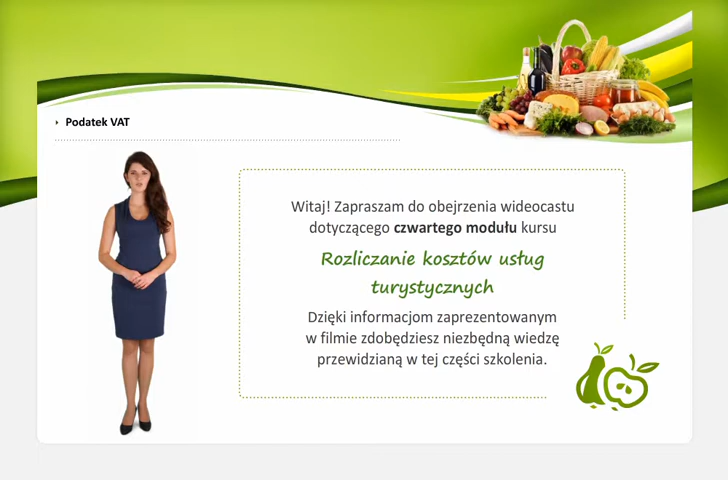 Podatek VAT
Witaj! Zapraszam do obejrzenia wideocastu
dotyczącego czwartego modułu kursu
Rozliczanie kosztów usług
turystycznych
Dzięki informacjom zaprezentowanym
w filmie zdobędziesz niezbędną wiedzę
przewidzianą w tej części szkolenia.